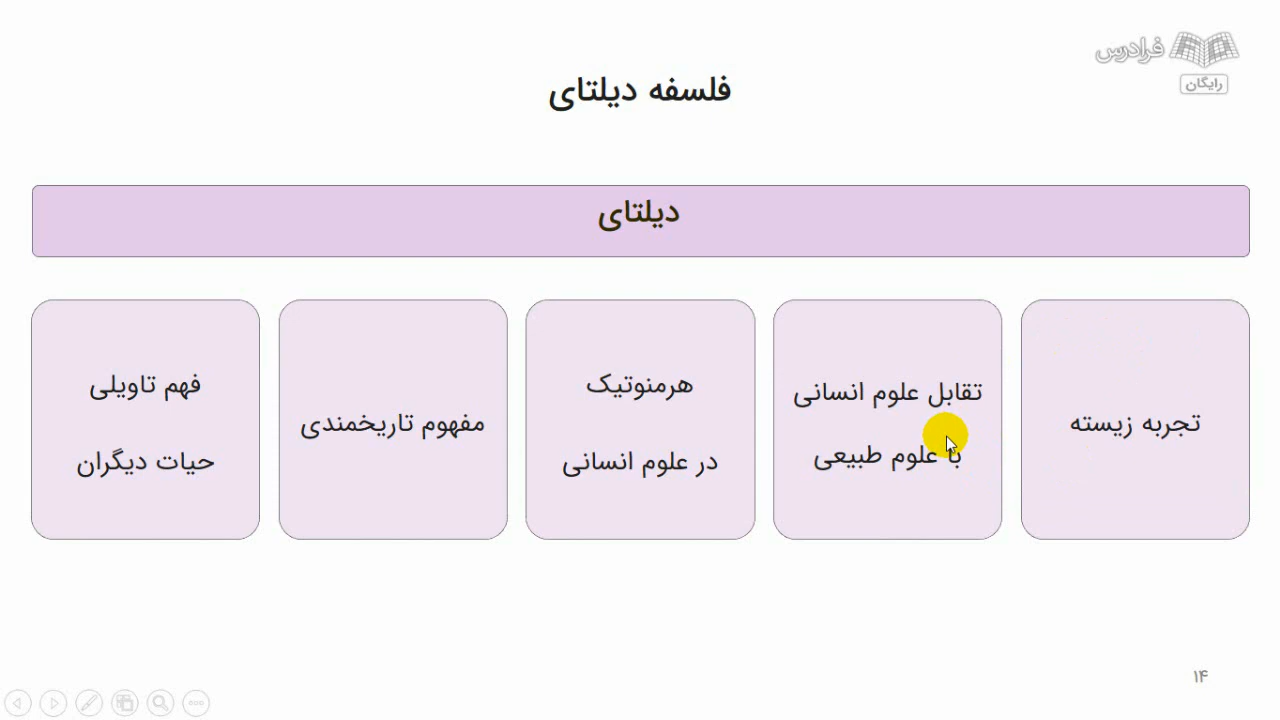 فرادرس
رایگان
فلسفه دیلتای
دیلتای
تجربه زیسته
تقابل علوم انسانی
با علوم طبیعی
هرمنوتیک
در علوم انسانی
مفهوم تاریخمندی
فهم تاویلی
حیات دیگران
۱۴